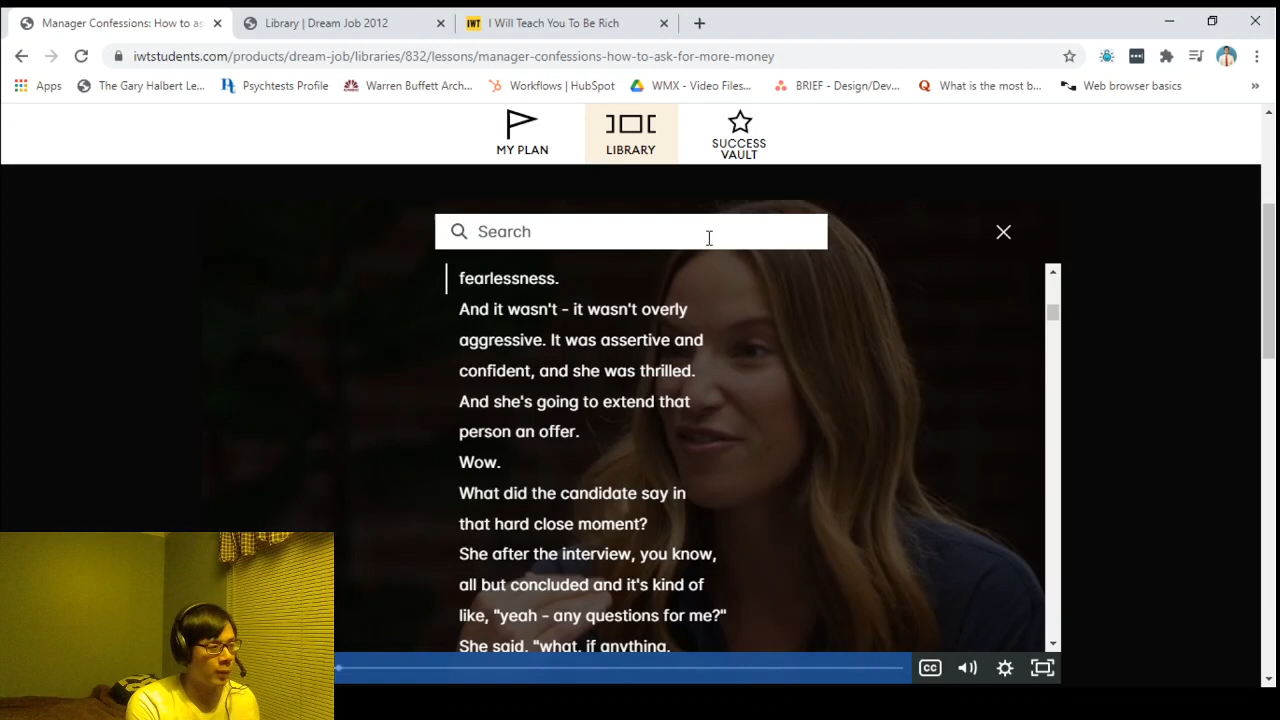 Manager Confessions: How to as
Library | Dream Job 2012
IWT
I Will Teach You To Be Rich
iwtstudents.com/products/dream-job/libraries/832/lessons/manager-confessions-how-to-ask-for-more-money
Apps
The Gary Halbert Le...
Psychtests Profile
Warren Buffett Arch...
Workflows | HubSpot
WMX - Video Files...
BRIEF - Design/Dev...
What is the most b...
Web browser basics
»
MY PLAN
LIBRARY
SUCCESS
VAULT
Search
fearlessness.
And it wasn't - it wasn't overly
aggressive. It was assertive and
confident, and she was thrilled.
And she's going to extend that
person an offer.
Wow.
What did the candidate say in
that hard close moment?
She after the interview, you know,
all but concluded and it's kind of
like, "yeah - any questions for me?"
She said, "what, if anything,
CC